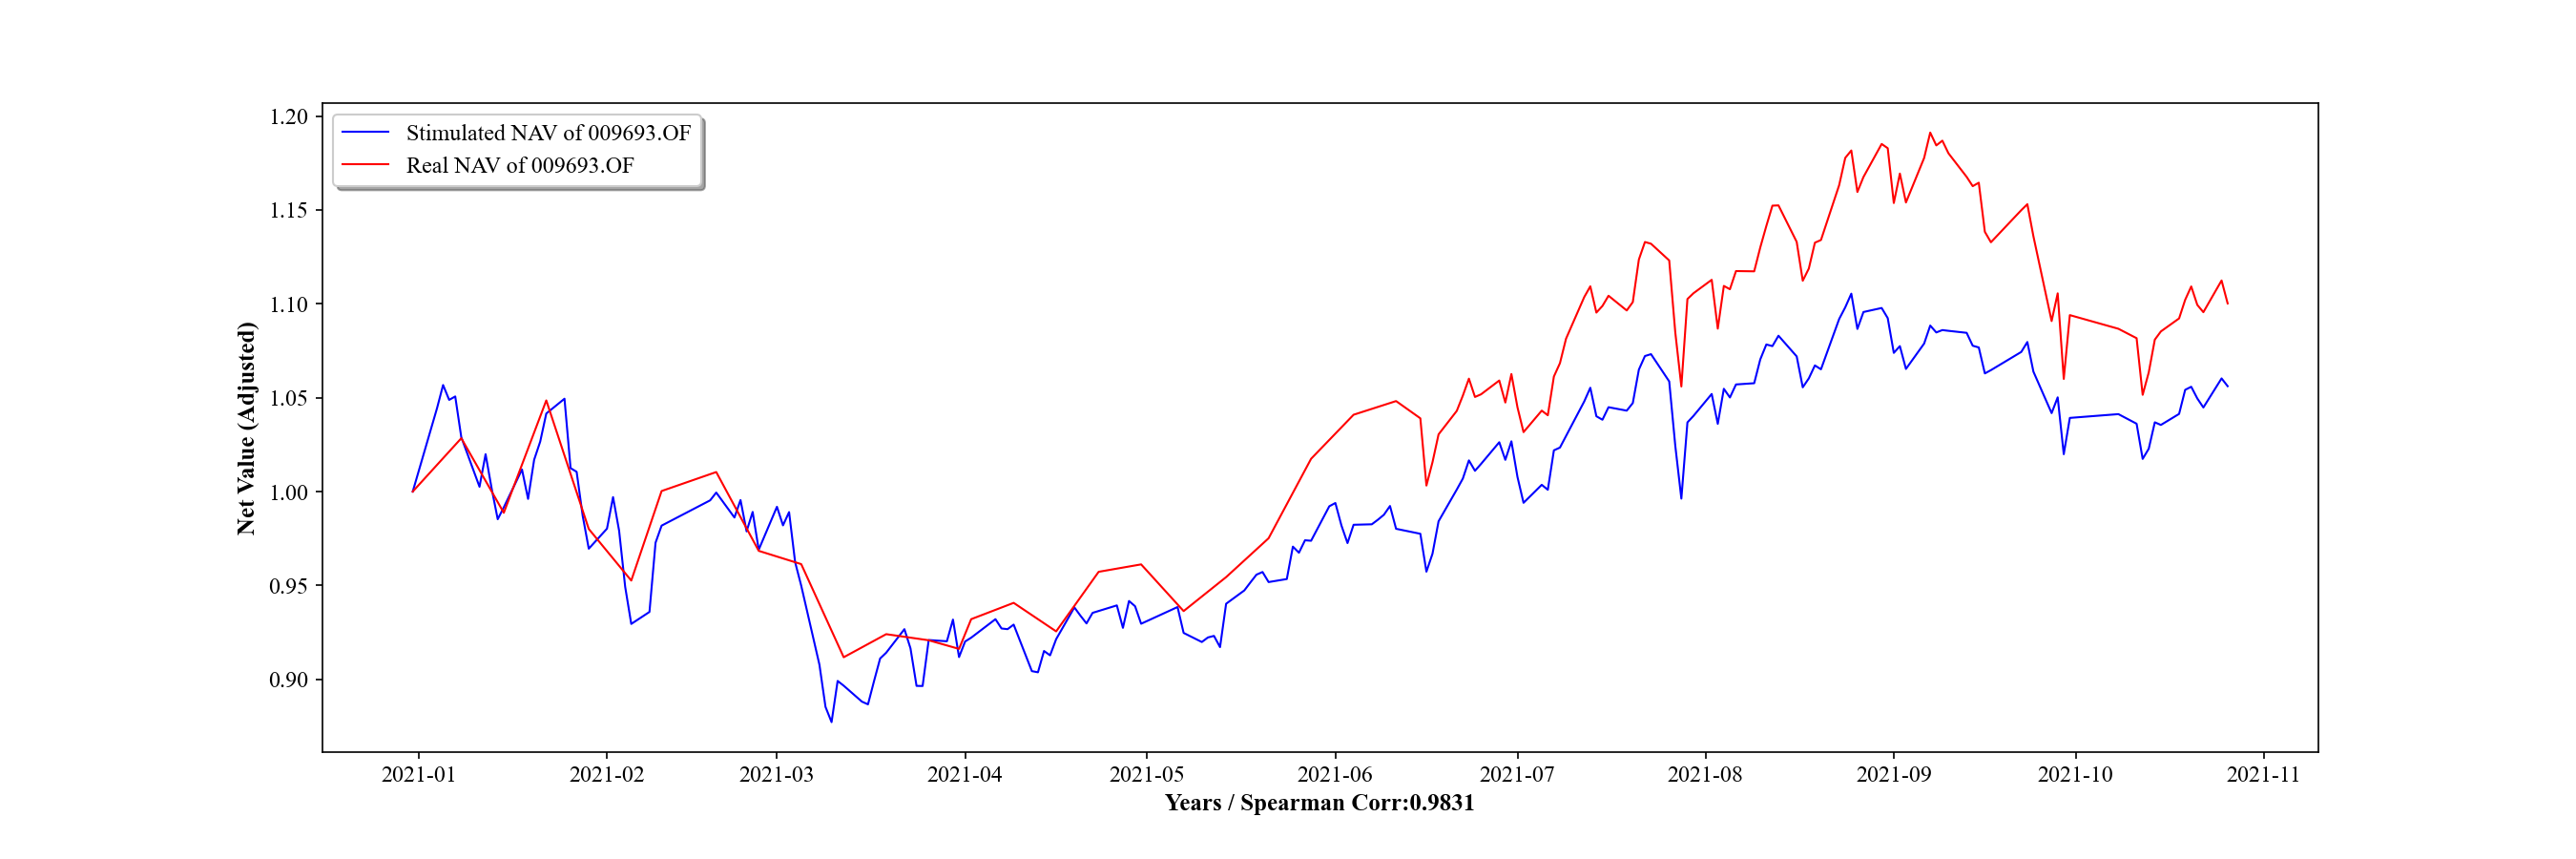 1.20
1.15
1.10
1.05
1.00
0.95
0.90
Net Value (Adjusted)
Stimulated NAV of 009693.OF
Real NAV of 009693.OF
2021-01 2021-02 2021-03 2021-04 2021-05 2021-06 2021-07 2021-08 2021-09 2021-10 2021-11
Years / Spearman Corr:0.9831